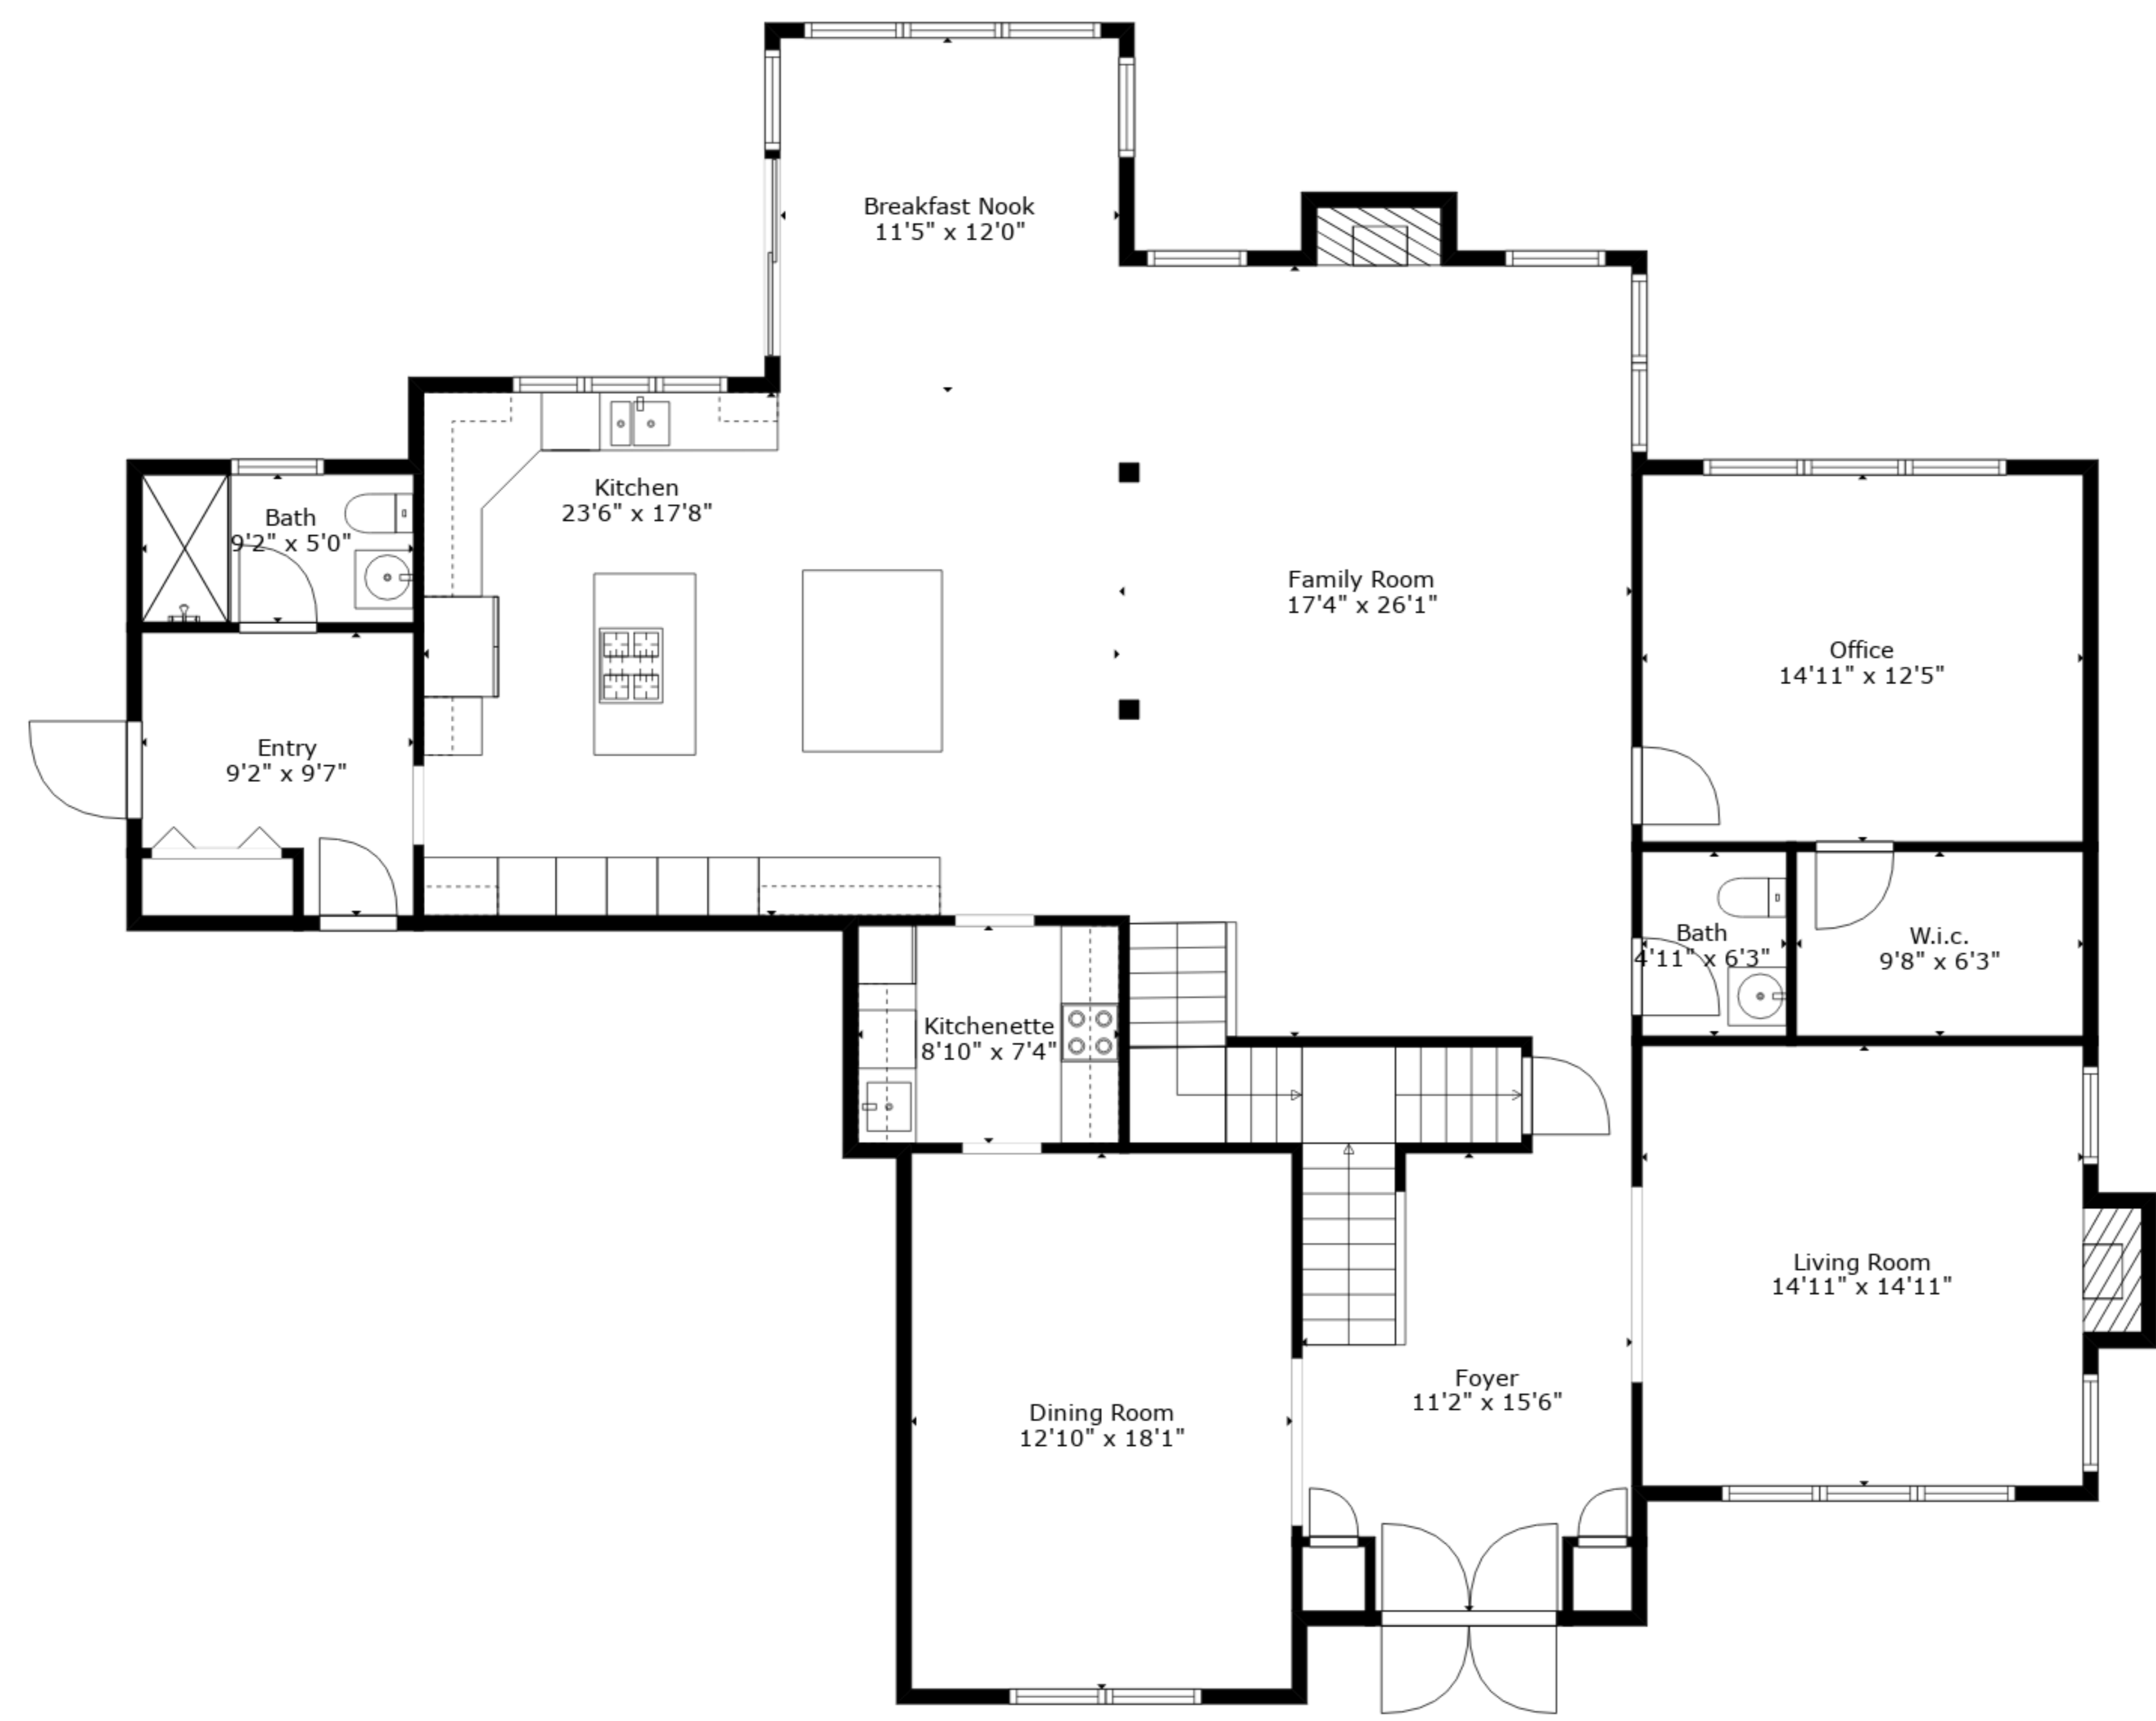 Breakfast Nook
11'5" x 12'0"
Kitchen
23'6" x 17'8"
Bath
9'2" x 5'0"
Family Room
17'4" x 26'1"
Office
14'11" x 12'5"
Entry
9'2" x 9'7"
Bath
4'11" x 6'3"
W.i.c.
9'8" x 6'3"
Kitchenette
8'10" x 7'4"
Living Room
14'11" x 14'11"
Foyer
11'2" x 15'6"
Dining Room
12'10" x 18'1"